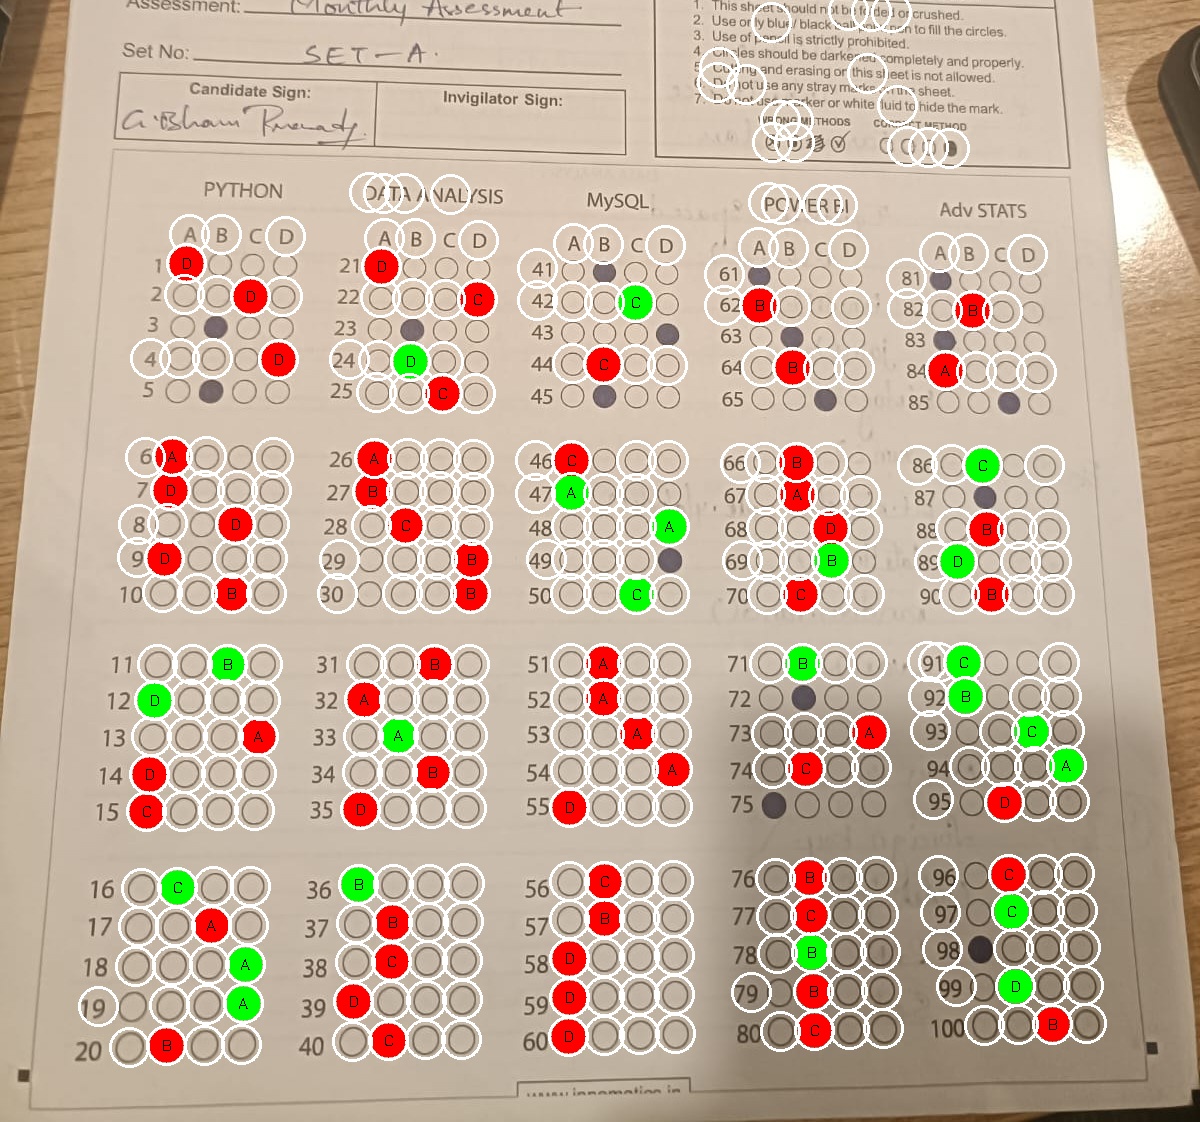 Assessment: Monthly Assessment
Set No: SET-A.
Candidate Sign:
Invigilator Sign:
1. This sheet should not be folded or crushed.
2. Use only blue/ black ball pen to fill the circles.
3. Use of pencil is strictly prohibited.
4. Circles should be darkened completely and properly.
5. Cutting and erasing on this sheet is not allowed.
6. Do not use any stray marks on the sheet.
7. Do not use marker or white fluid to hide the mark.
WRONG METHODS CORRECT METHOD
PYTHON DATA ANALYSIS MySQL POWER BI Adv STATS
A B C D A B C D A B C D A B C D A B C D
1 D 21 D 41 61 81
2 D 22 C 42 C 62 B 82 B
3 23 43 63 83
4 D 24 D 44 C 64 B 84 A
5 25 C 45 65 85
6 A 26 A 46 C 66 B 86 C
7 D 27 B 47 A 67 A 87
8 D 28 C 48 A 68 D 88 B
9 D 29 B 49 69 B 89 D
10 B 30 B 50 C 70 C 90 B
11 B 31 B 51 A 71 B 91 C
12 D 32 A 52 A 72 92 B
13 A 33 A 53 A 73 A 93 C
14 D 34 B 54 A 74 C 94 A
15 C 35 D 55 D 75 95 D
16 C 36 B 56 C 76 B 96 C
17 A 37 B 57 B 77 C 97 C
18 A 38 C 58 D 78 B 98
19 A 39 D 59 D 79 B 99 D
20 B 40 C 60 D 80 C 100 B